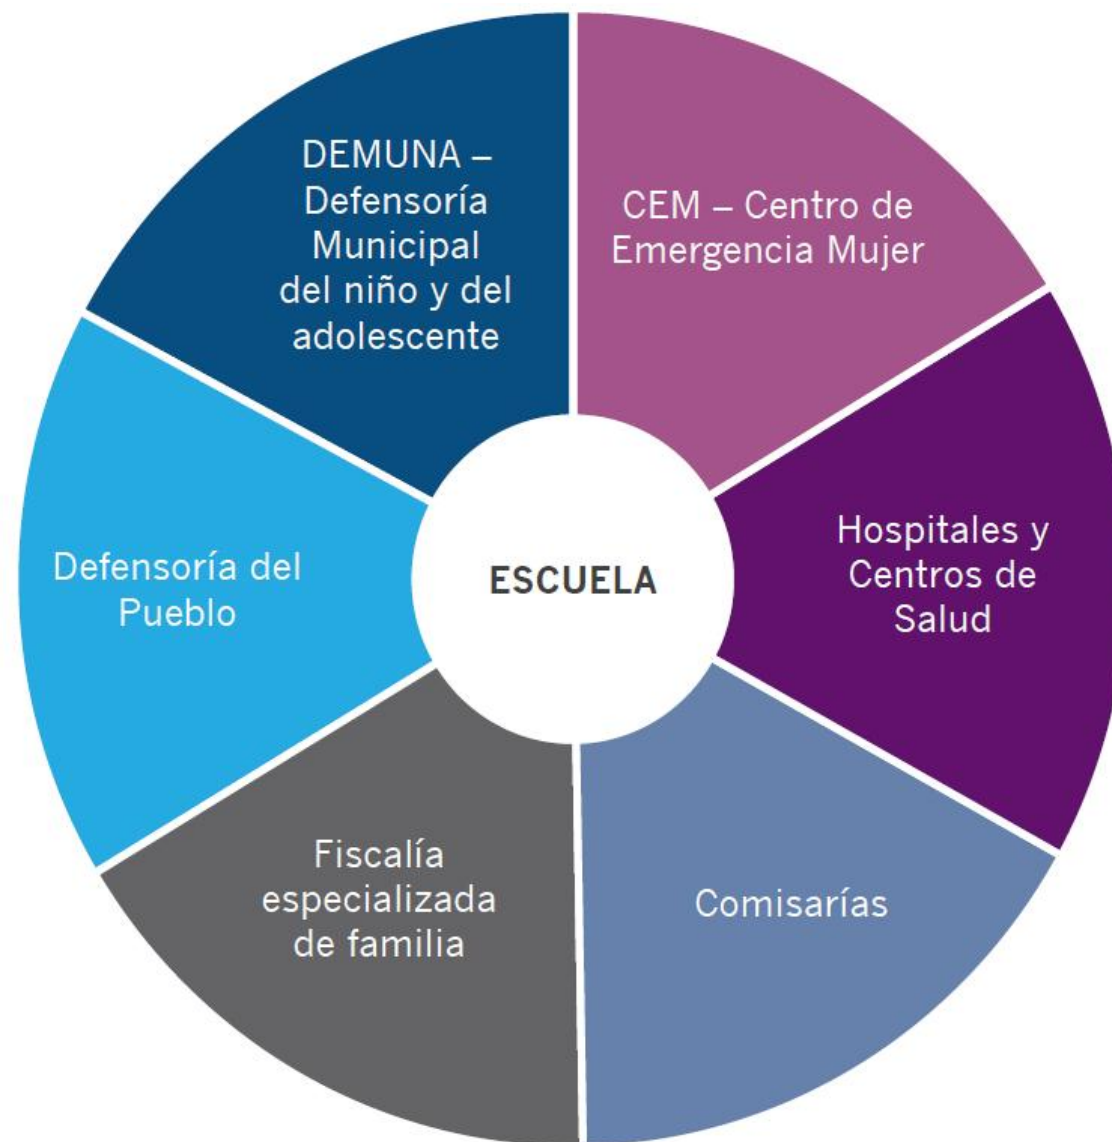 DEMUNA –
Defensoría
Municipal
del niño y del
adolescente
CEM – Centro de
Emergencia Mujer
Hospitales y
Centros de
Salud
Comisarías
Fiscalía
especializada
de familia
Defensoría del
Pueblo
ESCUELA